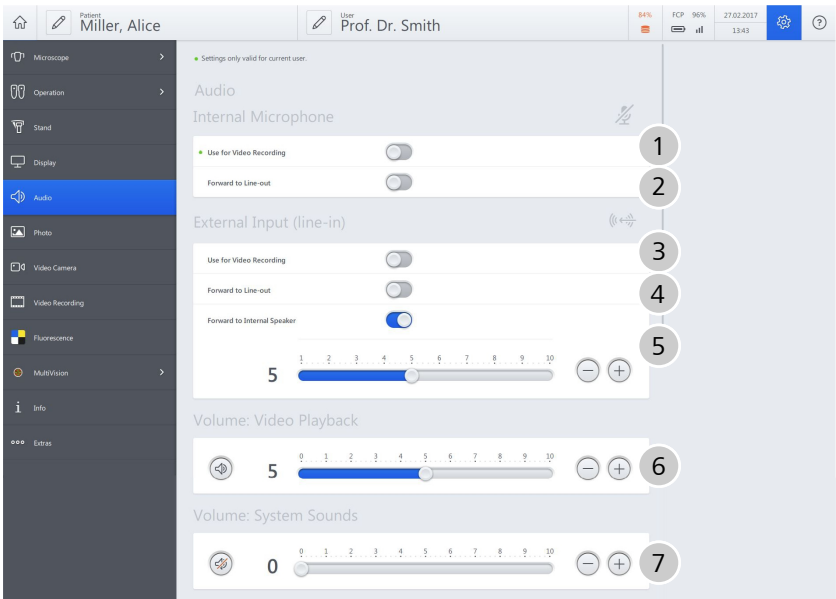 Patient
Miller, Alice
User
Prof. Dr. Smith
84%
FCP 96%
27.02.2017
13:43
?
Microscope
Operation
Stand
Display
Audio
Photo
Video Camera
Video Recording
Fluorescence
MultiVision
i Info
Extras
Settings only valid for current user.
Audio
Internal Microphone
Use for Video Recording
1
Forward to Line-out
2
External Input (line-in)
Use for Video Recording
3
Forward to Line-out
4
Forward to Internal Speaker
5
1 2 3 4 5 6 7 8 9 10
5
Volume: Video Playback
0 1 2 3 4 5 6 7 8 9 10
5
6
Volume: System Sounds
0 1 2 3 4 5 6 7 8 9 10
0
7